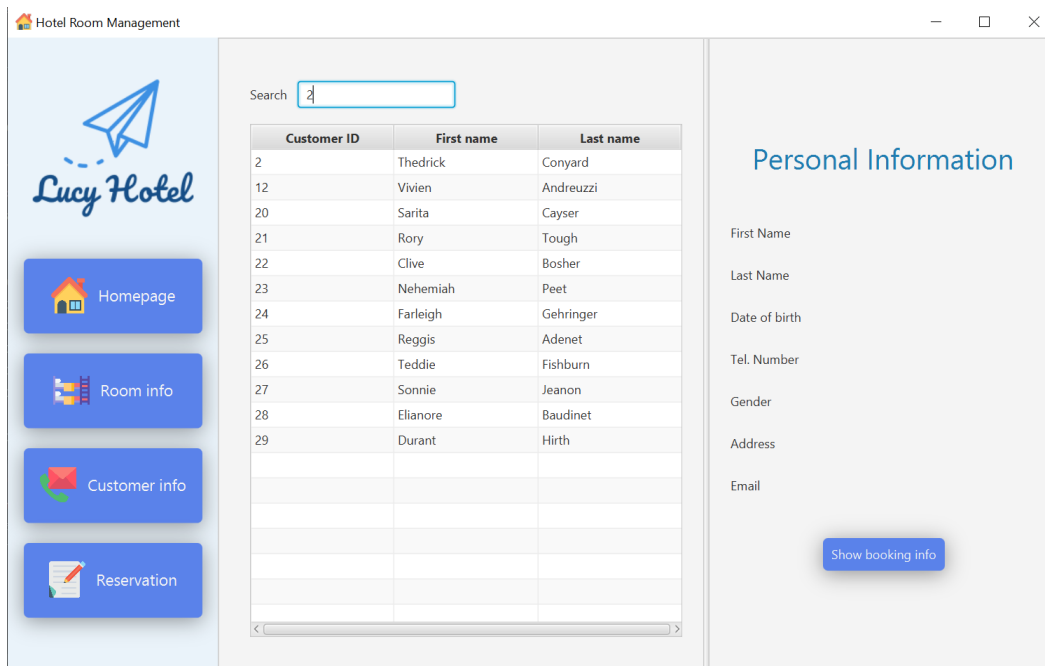 Hotel Room Management
Lucy Hotel
Homepage
Room info
Customer info
Reservation
Search 2
Customer ID First name Last name
2 Thedrick Conyard
12 Vivien Andreuzzi
20 Sarita Cayser
21 Rory Tough
22 Clive Bosher
23 Nehemiah Peet
24 Farleigh Gehringer
25 Reggis Adenet
26 Teddie Fishburn
27 Sonnie Jeanon
28 Elianore Baudinet
29 Durant Hirth
Personal Information
First Name
Last Name
Date of birth
Tel. Number
Gender
Address
Email
Show booking info